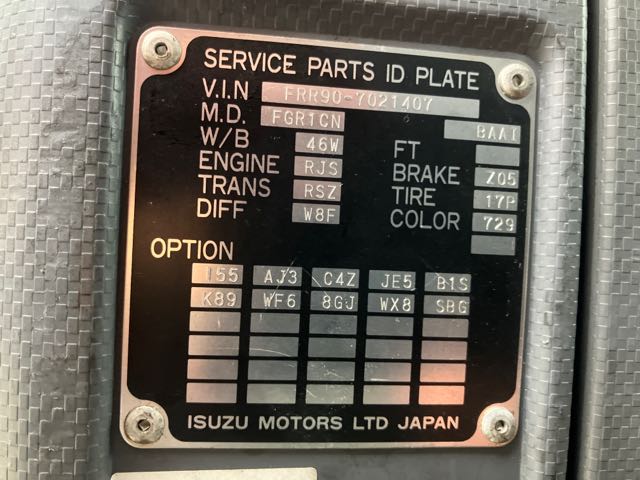 SERVICE PARTS ID PLATE
V.I.N FRR90-7021407
M.D. FGR1CN BAAI
W/B 46W FT
ENGINE RJS BRAKE Z05
TRANS RSZ TIRE 17P
DIFF W8F COLOR 729
OPTION
I55 AJ3 C4Z JE5 B1S
K89 WF6 8GJ WX8 SBG
ISUZU MOTORS LTD JAPAN